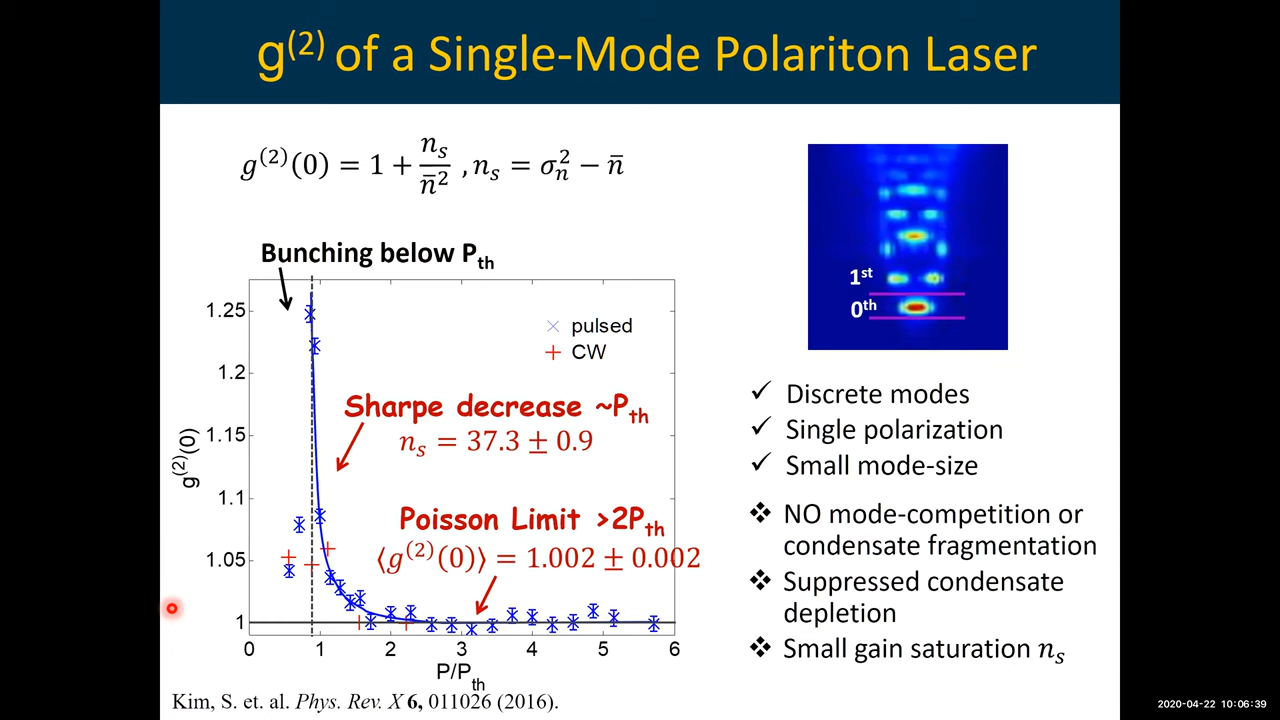 g⁽²⁾ of a Single-Mode Polariton Laser
g⁽²⁾(0) = 1 + nₛ/n̄² , nₛ = σₙ² − n̄
Bunching below Pth
1.25
1.2
1.15
1.1
1.05
1
g⁽²⁾(0)
× pulsed
+ CW
Sharpe decrease ~Pth
nₛ = 37.3 ± 0.9
Poisson Limit >2Pth
⟨g⁽²⁾(0)⟩ = 1.002 ± 0.002
0 1 2 3 4 5 6
P/Pth
Kim, S. et. al. Phys. Rev. X 6, 011026 (2016).
1st
0th
✓ Discrete modes
✓ Single polarization
✓ Small mode-size
❖ NO mode-competition or
condensate fragmentation
❖ Suppressed condensate
depletion
❖ Small gain saturation nₛ
2020-04-22 10:06:39